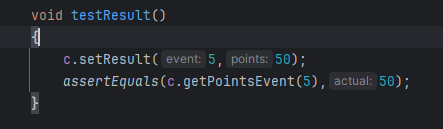 void testResult()
{
c.setResult( event: 5, points: 50);
assertEquals(c.getPointsEvent(5), actual: 50);
}